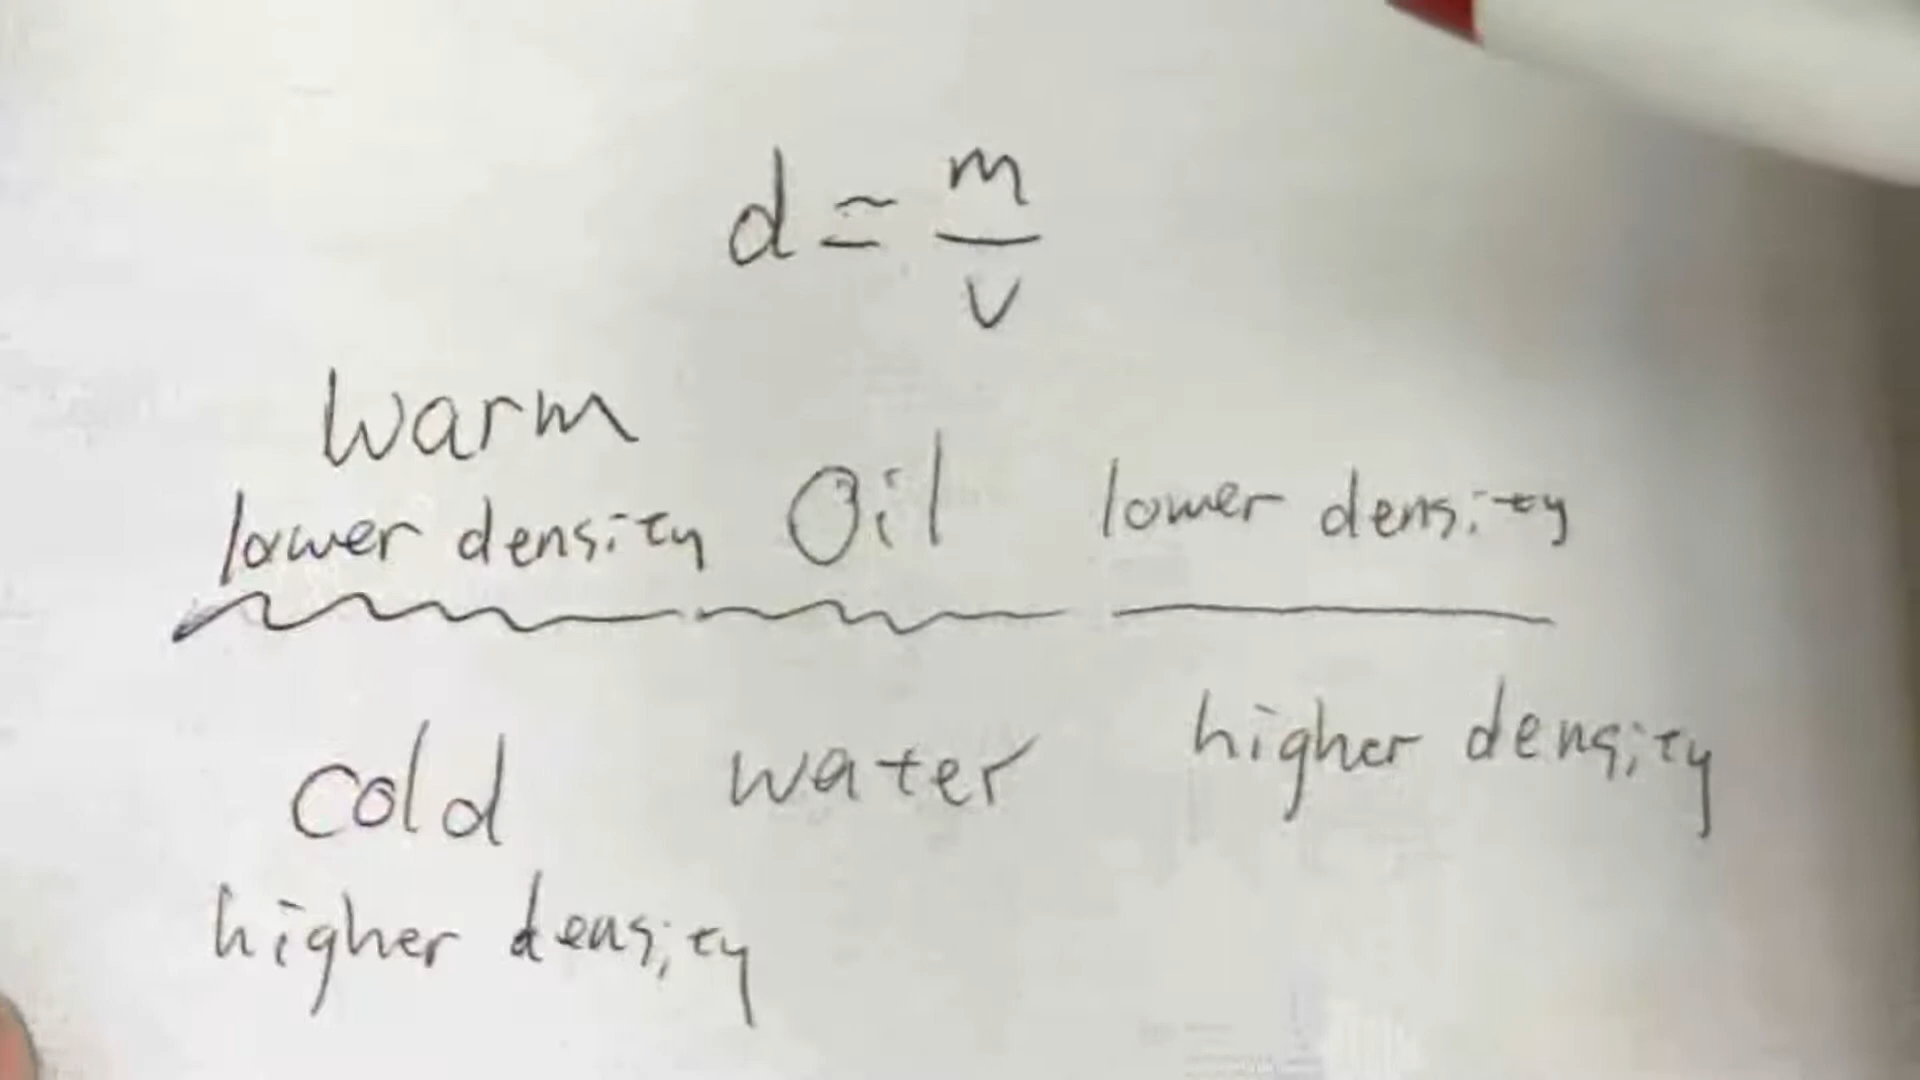 d = m/v
warm
lower density Oil lower density
cold water higher density
higher density